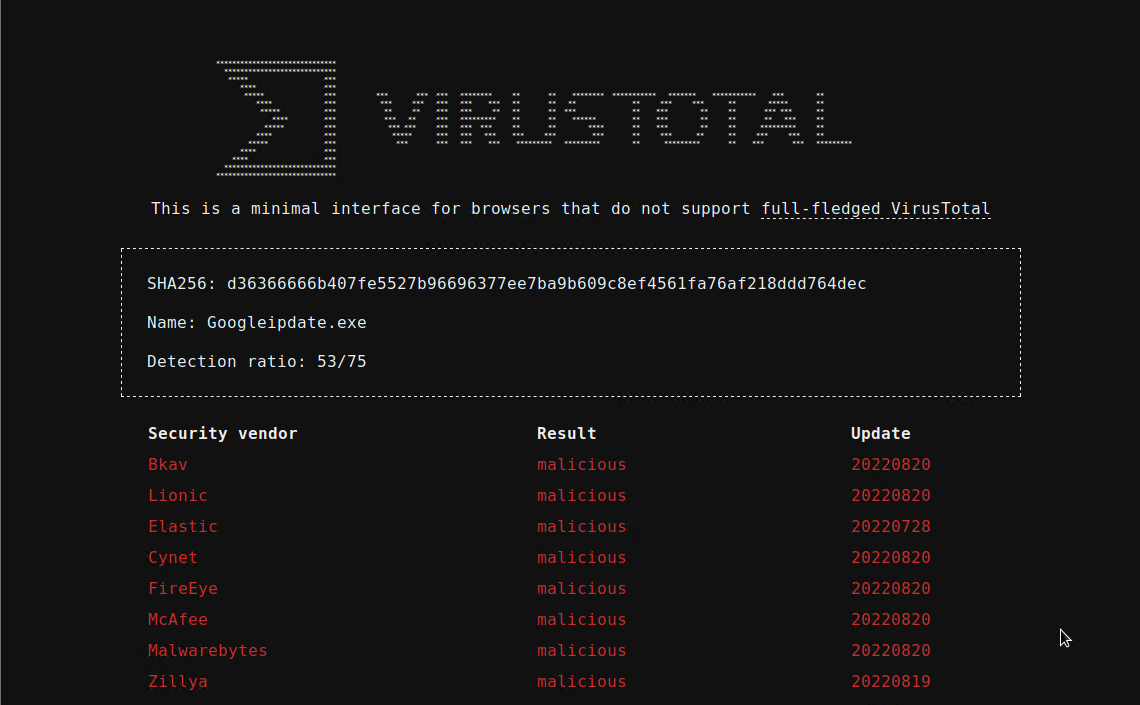 VIRUSTOTAL
This is a minimal interface for browsers that do not support full-fledged VirusTotal
SHA256: d36366666b407fe5527b96696377ee7ba9b609c8ef4561fa76af218ddd764dec
Name: Googleipdate.exe
Detection ratio: 53/75
Security vendor Result Update
Bkav malicious 20220820
Lionic malicious 20220820
Elastic malicious 20220728
Cynet malicious 20220820
FireEye malicious 20220820
McAfee malicious 20220820
Malwarebytes malicious 20220820
Zillya malicious 20220819